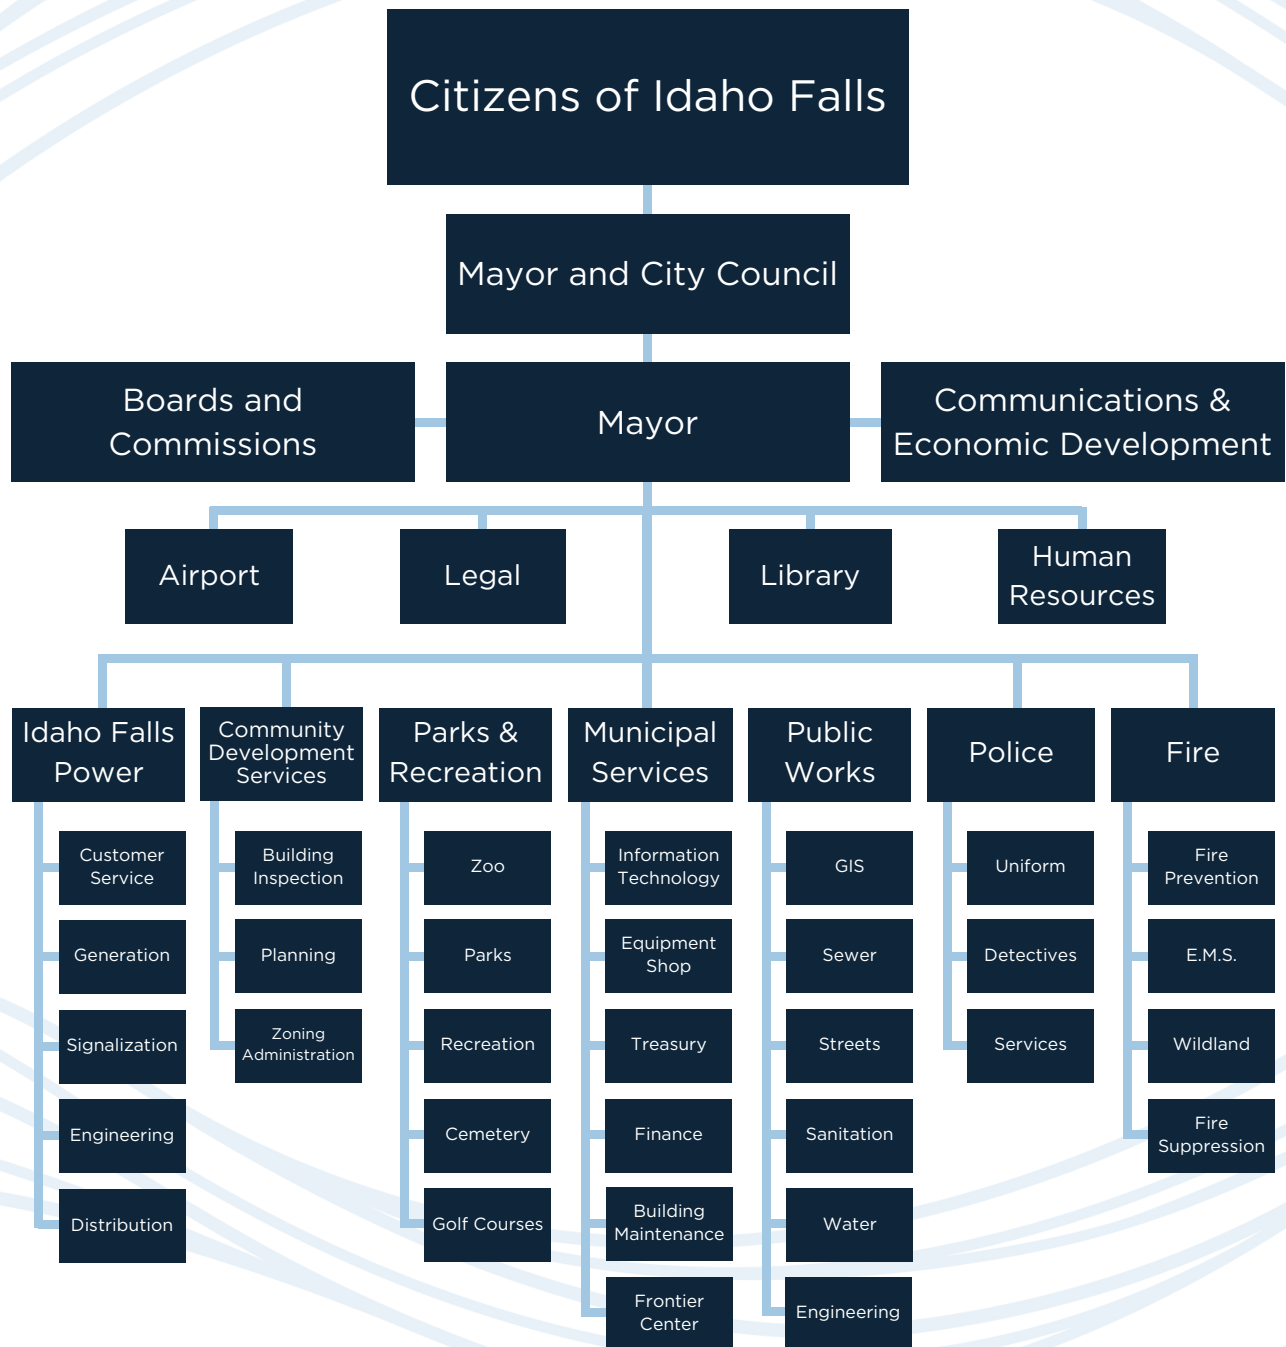 Citizens of Idaho Falls
Mayor and City Council
Boards and
Commissions
Mayor
Communications &
Economic Development
Airport
Legal
Library
Human
Resources
Idaho Falls
Power
Community
Development
Services
Parks &
Recreation
Municipal
Services
Public
Works
Police
Fire
Customer
Service
Generation
Signalization
Engineering
Distribution
Building
Inspection
Planning
Zoning
Administration
Zoo
Parks
Recreation
Cemetery
Golf Courses
Information
Technology
Equipment
Shop
Treasury
Finance
Building
Maintenance
Frontier
Center
GIS
Sewer
Streets
Sanitation
Water
Engineering
Uniform
Detectives
Services
Fire
Prevention
E.M.S.
Wildland
Fire
Suppression